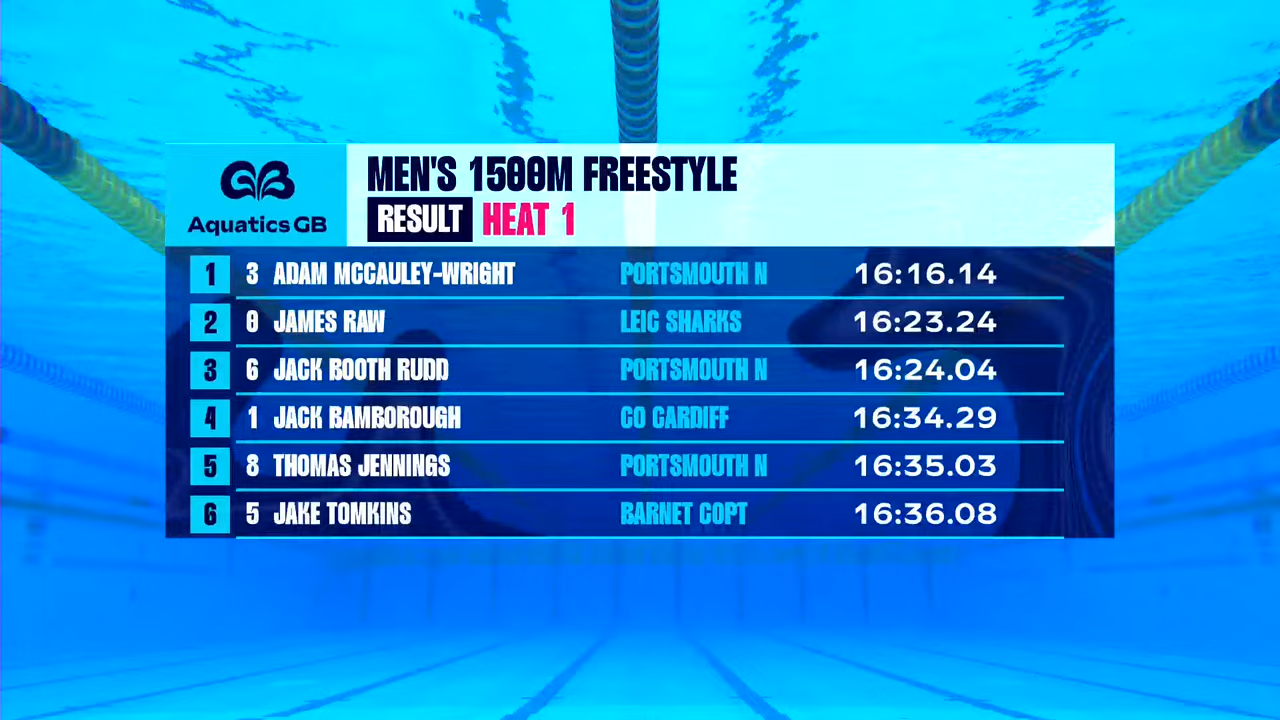 MEN'S 1500M FREESTYLE
Aquatics GB
RESULT HEAT 1
1 3 ADAM MCCAULEY-WRIGHT PORTSMOUTH N 16:16.14
2 0 JAMES RAW LEIC SHARKS 16:23.24
3 6 JACK BOOTH RUDD PORTSMOUTH N 16:24.04
4 1 JACK BAMBOROUGH CO CARDIFF 16:34.29
5 8 THOMAS JENNINGS PORTSMOUTH N 16:35.03
6 5 JAKE TOMKINS BARNET COPT 16:36.08